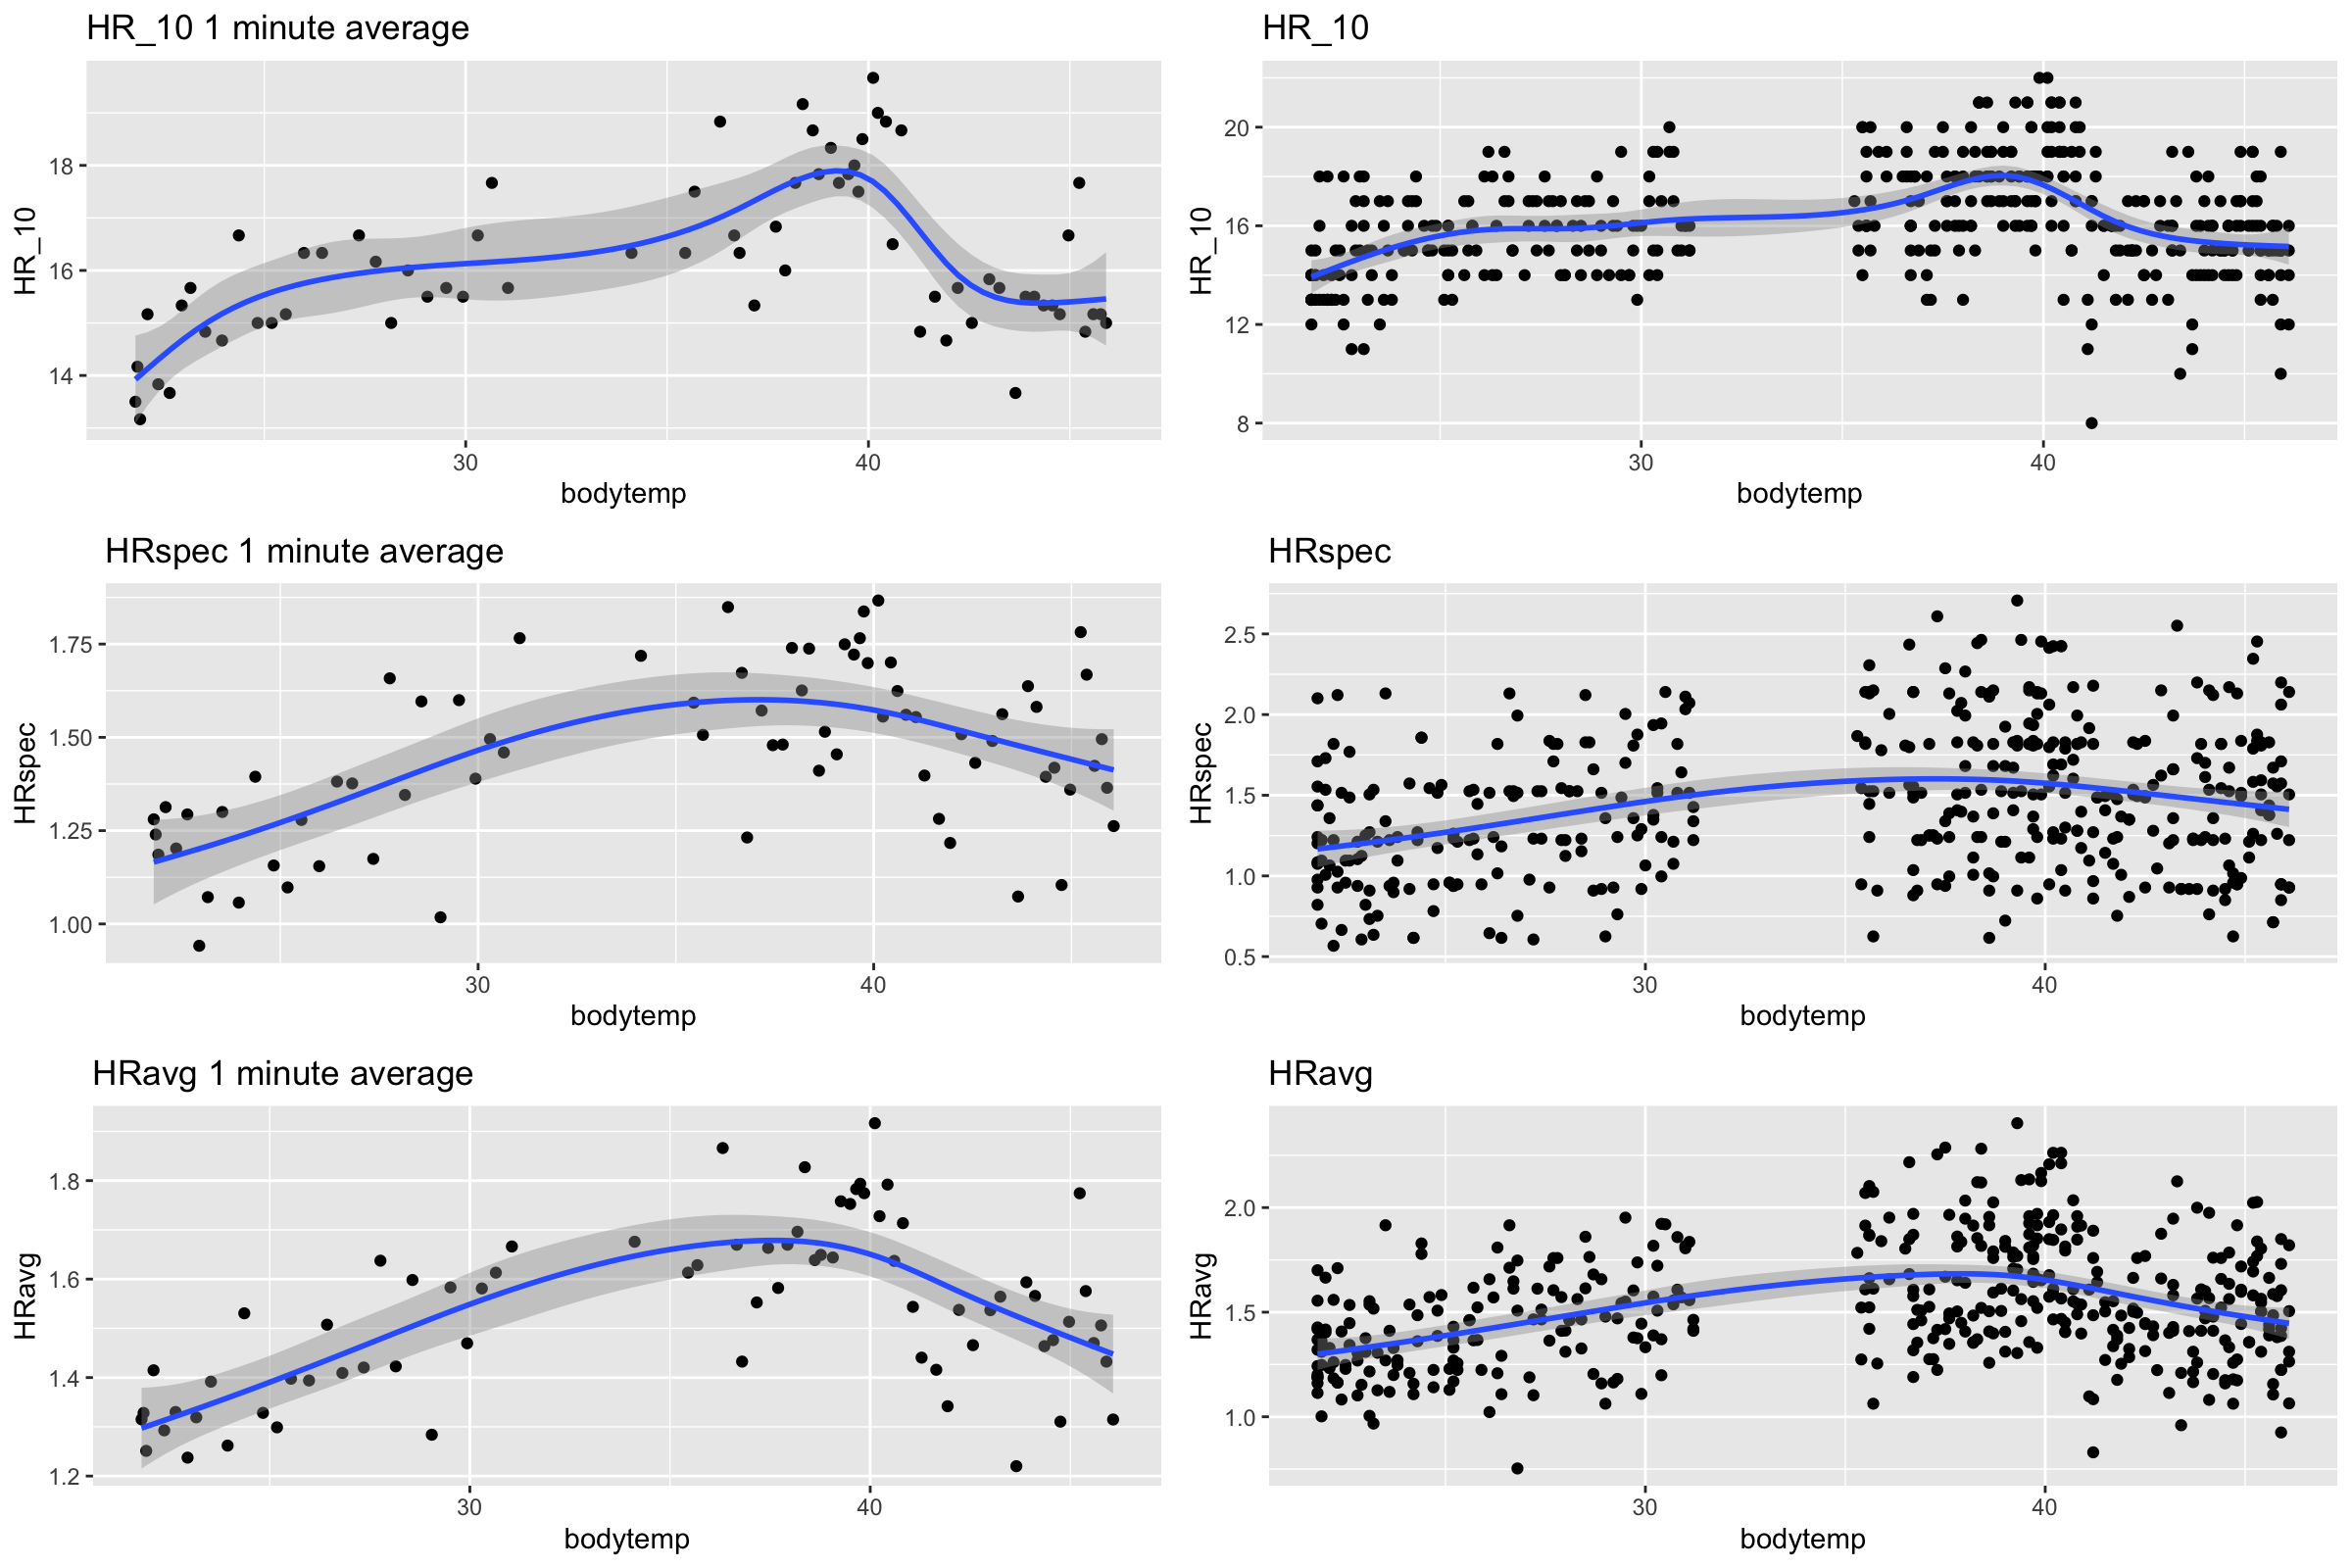 HR_10 1 minute average
HR_10
18
16
14
30
40
bodytemp
HR_10
HR_10
20
16
12
8
30
40
bodytemp
HRspec 1 minute average
HRspec
1.75
1.50
1.25
1.00
30
40
bodytemp
HRspec
HRspec
2.5
2.0
1.5
1.0
0.5
30
40
bodytemp
HRavg 1 minute average
HRavg
1.8
1.6
1.4
1.2
30
40
bodytemp
HRavg
HRavg
2.0
1.5
1.0
30
40
bodytemp